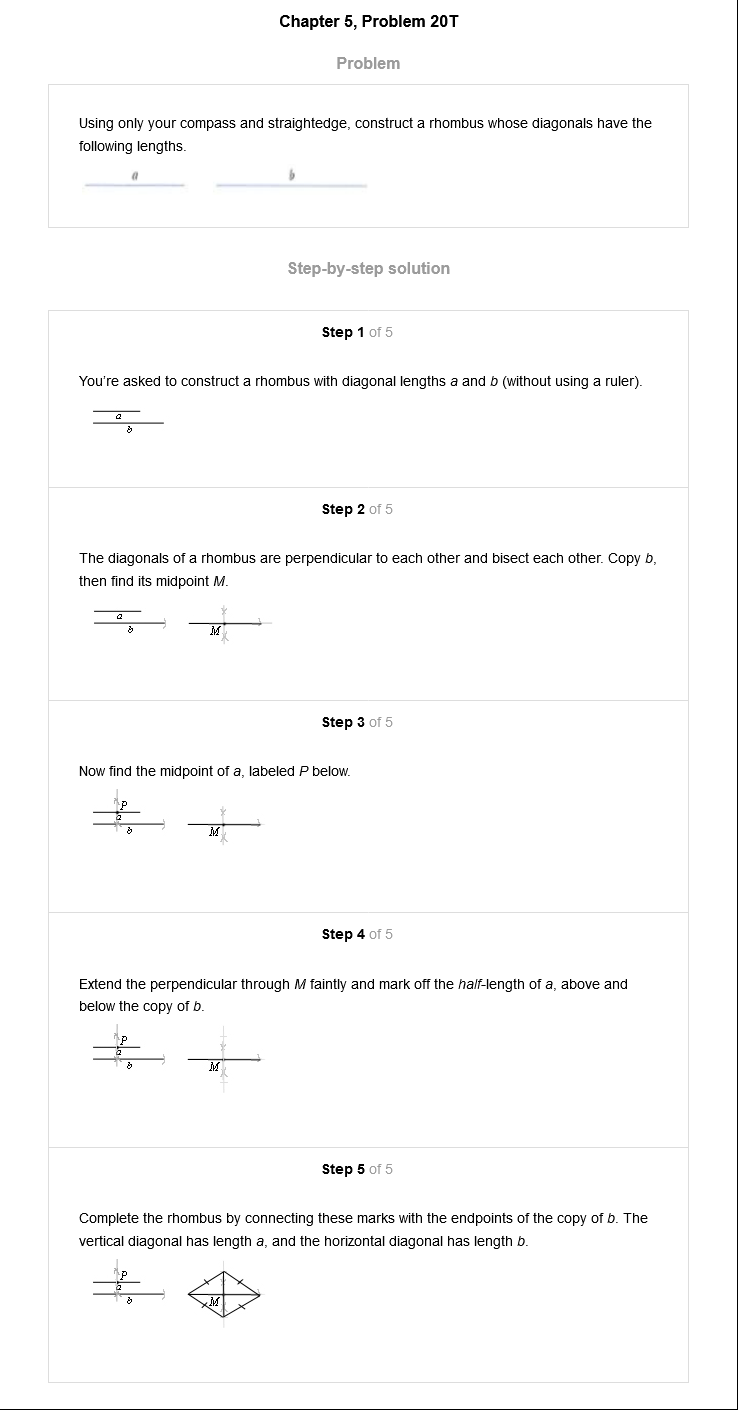 Chapter 5, Problem 20T
Problem
Using only your compass and straightedge, construct a rhombus whose diagonals have the
following lengths.
a b
Step-by-step solution
Step 1 of 5
You're asked to construct a rhombus with diagonal lengths a and b (without using a ruler).
a
b
Step 2 of 5
The diagonals of a rhombus are perpendicular to each other and bisect each other. Copy b,
then find its midpoint M.
a
b M
Step 3 of 5
Now find the midpoint of a, labeled P below.
P
a
b M
Step 4 of 5
Extend the perpendicular through M faintly and mark off the half-length of a, above and
below the copy of b.
P
a
b M
Step 5 of 5
Complete the rhombus by connecting these marks with the endpoints of the copy of b. The
vertical diagonal has length a, and the horizontal diagonal has length b.
P
a
b M